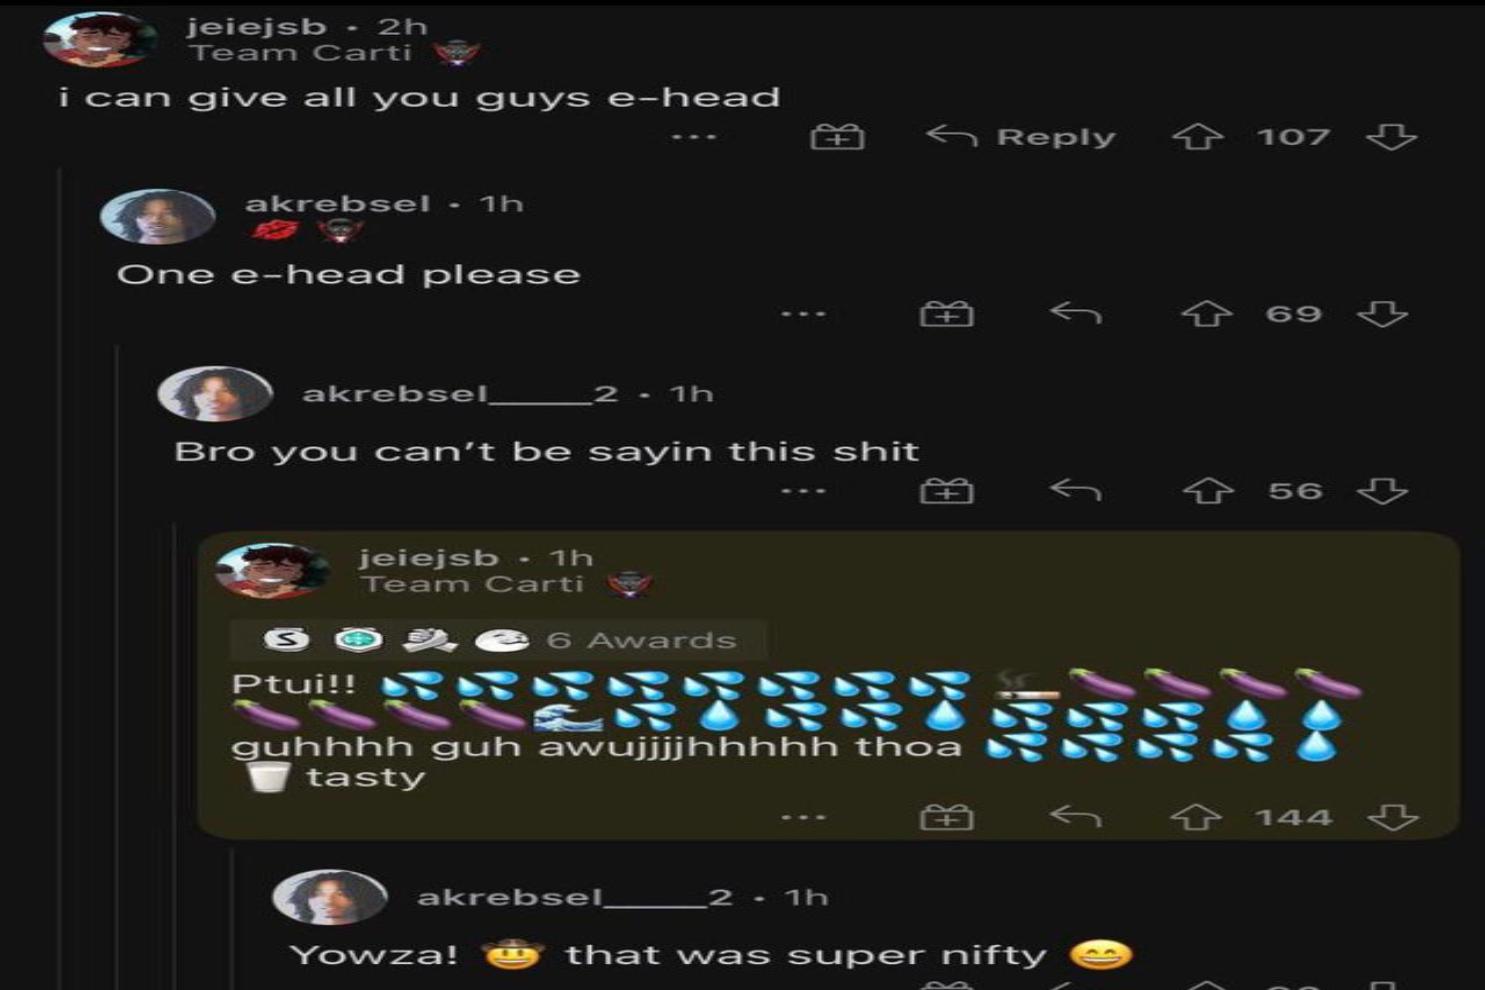 jeiejsb • 2h
Team Carti
i can give all you guys e-head
Reply 107
akrebsel • 1h
💋
One e-head please
69
akrebsel_____2 • 1h
Bro you can’t be sayin this shit
56
jeiejsb • 1h
Team Carti
6 Awards
Ptui!! 💦💦💦💦💦💦💦💦🚬🍆🍆🍆🍆
🍆🍆🍆🍆🌊💦💧💦💦💧💦💦💦💧💧
guhhhh guh awujjjjhhhhh thoa 💦💦💦💦💧
🥛tasty
144
akrebsel_____2 • 1h
Yowza! 🤠 that was super nifty 😄